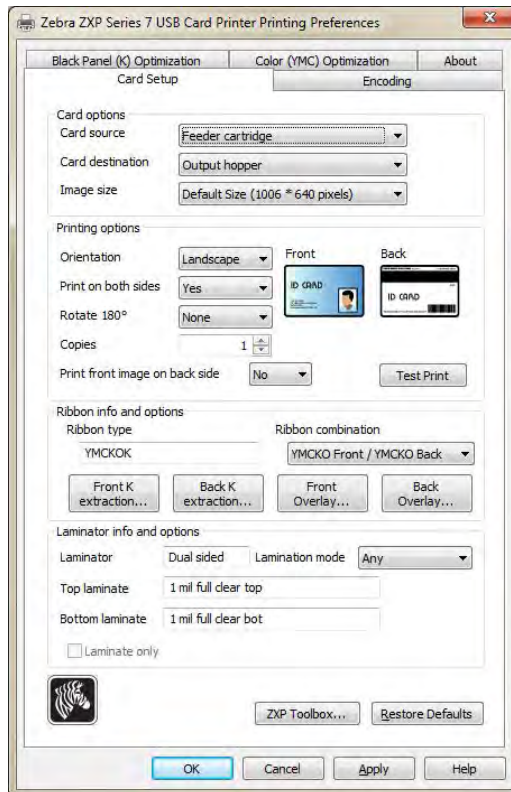 Zebra ZXP Series 7 USB Card Printer Printing Preferences
Black Panel (K) Optimization Color (YMC) Optimization About
Card Setup Encoding
Card options
Card source Feeder cartridge
Card destination Output hopper
Image size Default Size (1006 * 640 pixels)
Printing options
Orientation Landscape Front Back
Print on both sides Yes
ID CARD ID CARD
Rotate 180° None
Copies 1
Print front image on back side No Test Print
Ribbon info and options
Ribbon type Ribbon combination
YMCKOK YMCKO Front / YMCKO Back
Front K extraction... Back K extraction... Front Overlay... Back Overlay...
Laminator info and options
Laminator Dual sided Lamination mode Any
Top laminate 1 mil full clear top
Bottom laminate 1 mil full clear bot
Laminate only
ZXP Toolbox... Restore Defaults
OK Cancel Apply Help